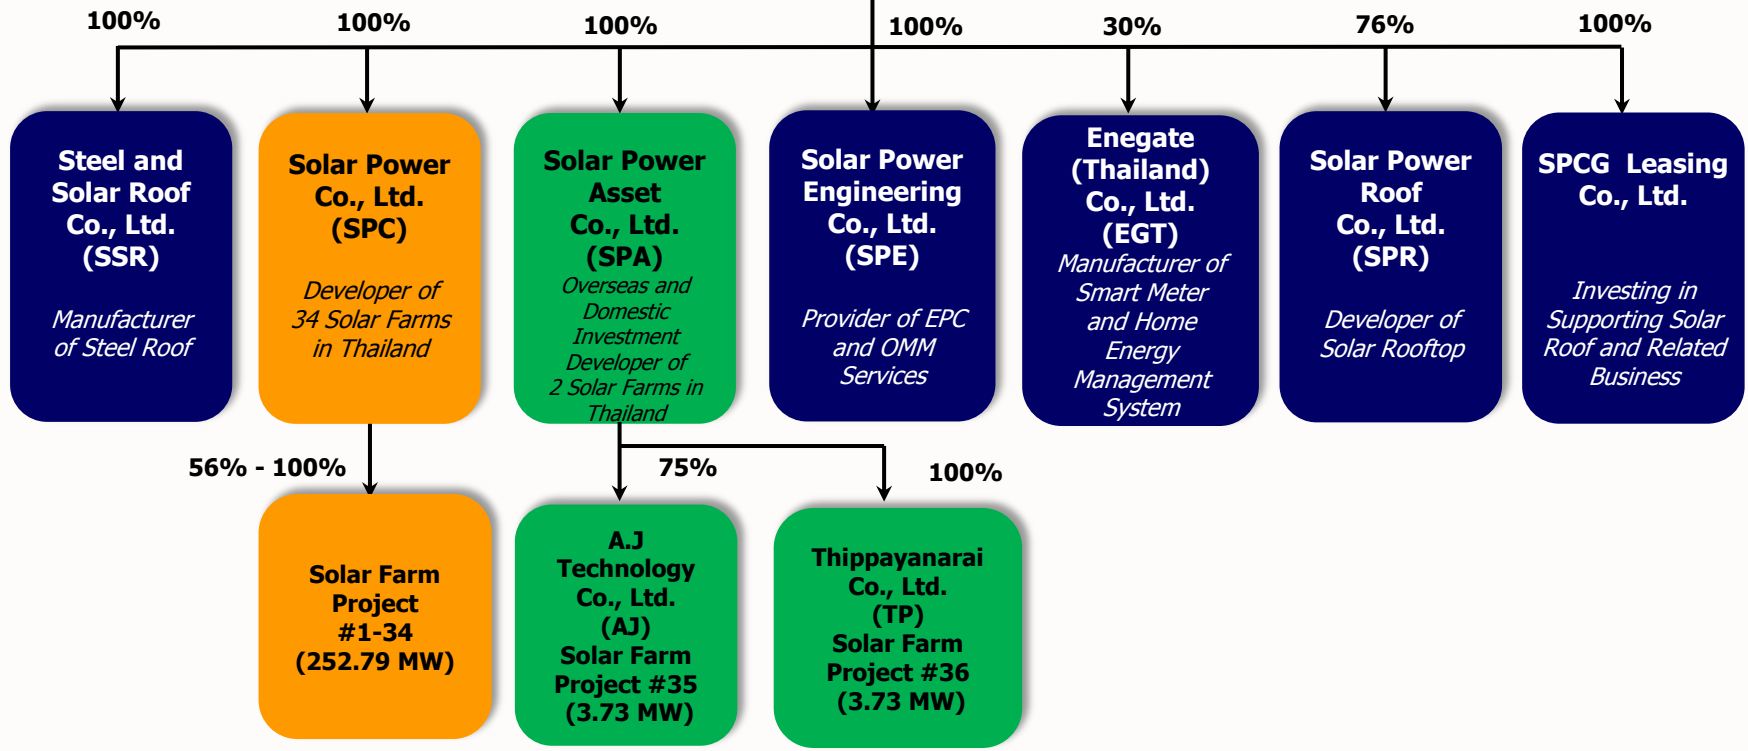 100%
100%
100%
100%
30%
76%
100%
Steel and
Solar Roof
Co., Ltd.
(SSR)
Manufacturer
of Steel Roof
Solar Power
Co., Ltd.
(SPC)
Developer of
34 Solar Farms
in Thailand
Solar Power
Asset
Co., Ltd.
(SPA)
Overseas and
Domestic
Investment
Developer of
2 Solar Farms in
Thailand
Solar Power
Engineering
Co., Ltd.
(SPE)
Provider of EPC
and OMM
Services
Enegate
(Thailand)
Co., Ltd.
(EGT)
Manufacturer of
Smart Meter
and Home
Energy
Management
System
Solar Power
Roof
Co., Ltd.
(SPR)
Developer of
Solar Rooftop
SPCG Leasing
Co., Ltd.
Investing in
Supporting Solar
Roof and Related
Business
56% - 100%
75%
100%
Solar Farm
Project
#1-34
(252.79 MW)
A.J
Technology
Co., Ltd.
(AJ)
Solar Farm
Project #35
(3.73 MW)
Thippayanarai
Co., Ltd.
(TP)
Solar Farm
Project #36
(3.73 MW)